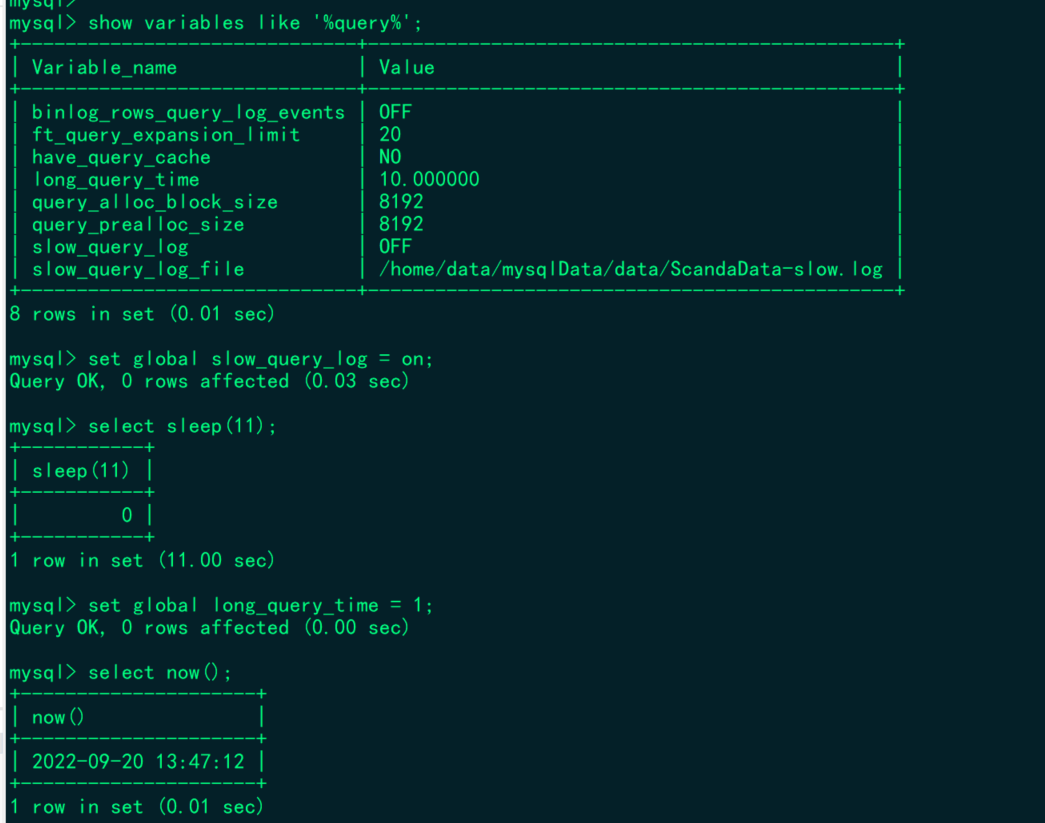 mysql>
mysql> show variables like '%query%';
+------------------------------+-----------------------------------------------+
| Variable_name | Value |
+------------------------------+-----------------------------------------------+
| binlog_rows_query_log_events | OFF |
| ft_query_expansion_limit | 20 |
| have_query_cache | NO |
| long_query_time | 10.000000 |
| query_alloc_block_size | 8192 |
| query_prealloc_size | 8192 |
| slow_query_log | OFF |
| slow_query_log_file | /home/data/mysqlData/data/ScandaData-slow.log |
+------------------------------+-----------------------------------------------+
8 rows in set (0.01 sec)
mysql> set global slow_query_log = on;
Query OK, 0 rows affected (0.03 sec)
mysql> select sleep(11);
+-----------+
| sleep(11) |
+-----------+
| 0 |
+-----------+
1 row in set (11.00 sec)
mysql> set global long_query_time = 1;
Query OK, 0 rows affected (0.00 sec)
mysql> select now();
+---------------------+
| now() |
+---------------------+
| 2022-09-20 13:47:12 |
+---------------------+
1 row in set (0.01 sec)